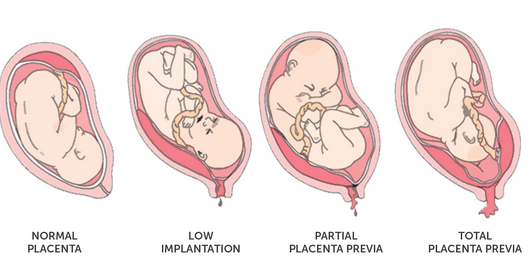 NORMAL
PLACENTA
LOW
IMPLANTATION
PARTIAL
PLACENTA PREVIA
TOTAL
PLACENTA PREVIA